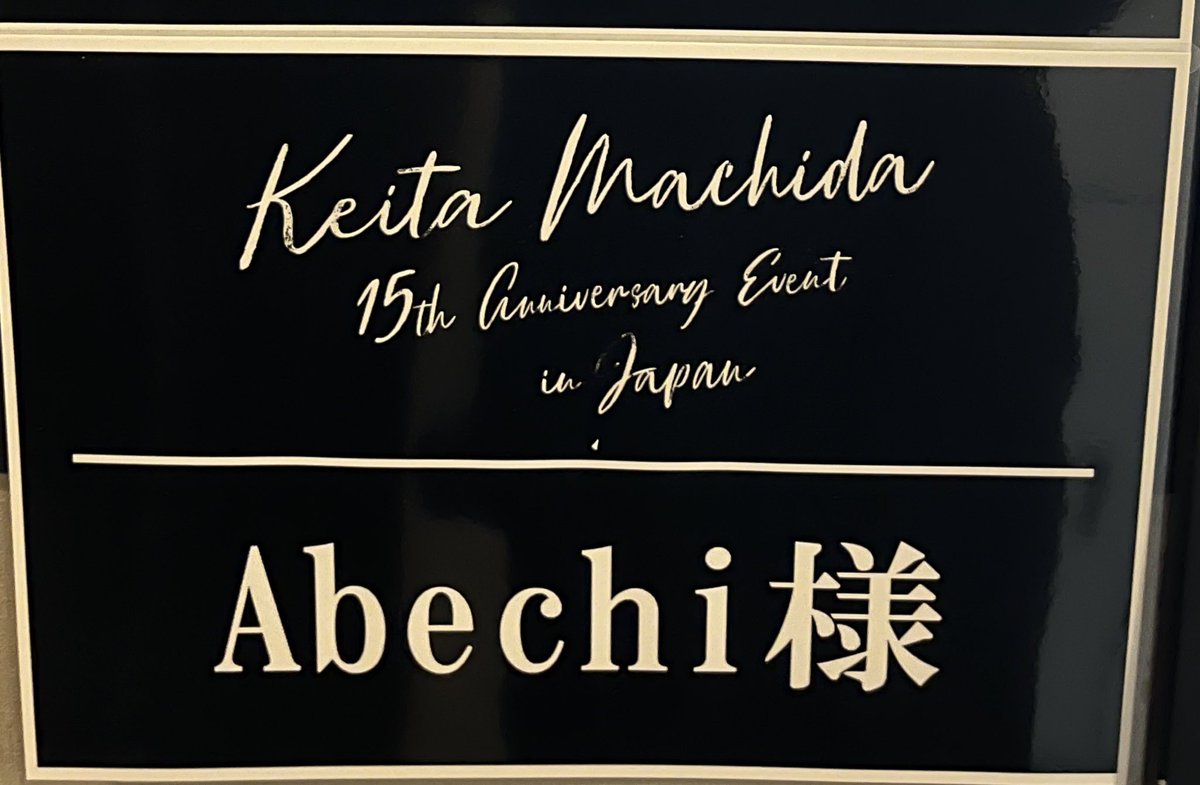 Keita Machida
15th Anniversary Event
in Japan
Abechi様